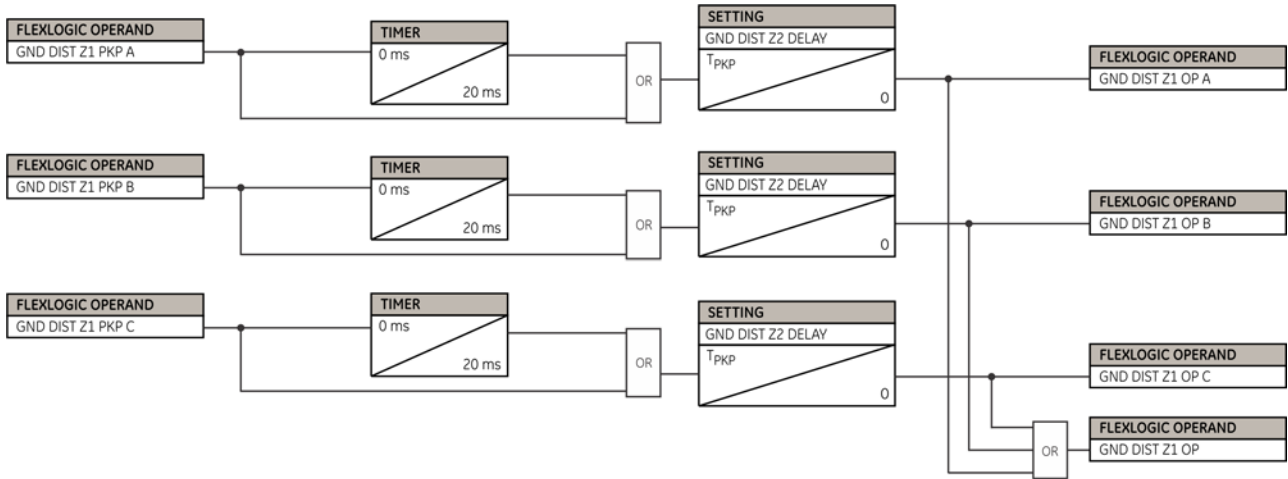 FLEXLOGIC OPERAND
GND DIST Z1 PKP A
TIMER
0 ms
20 ms
OR
SETTING
GND DIST Z2 DELAY
TPKP
0
FLEXLOGIC OPERAND
GND DIST Z1 OP A
FLEXLOGIC OPERAND
GND DIST Z1 PKP B
TIMER
0 ms
20 ms
OR
SETTING
GND DIST Z2 DELAY
TPKP
0
FLEXLOGIC OPERAND
GND DIST Z1 OP B
FLEXLOGIC OPERAND
GND DIST Z1 PKP C
TIMER
0 ms
20 ms
OR
SETTING
GND DIST Z2 DELAY
TPKP
0
FLEXLOGIC OPERAND
GND DIST Z1 OP C
OR
FLEXLOGIC OPERAND
GND DIST Z1 OP